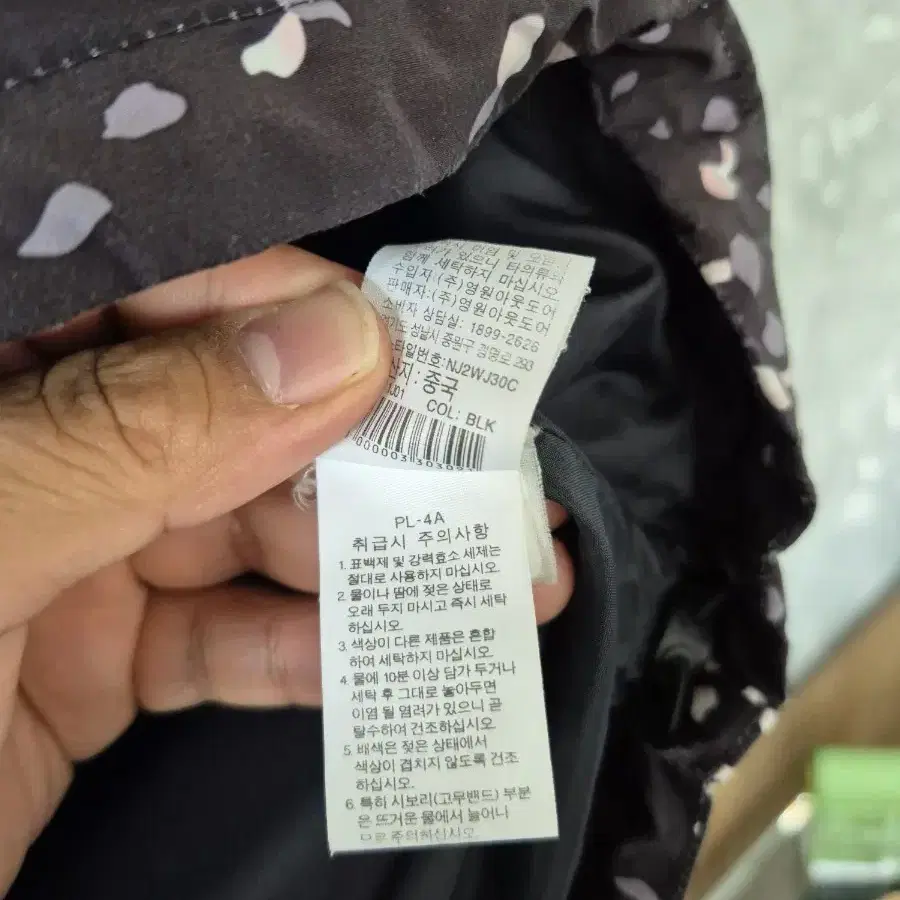 있으니 타의류와
함께 세탁하지 마십시오.
수입자:(주)영원아웃도어
판매자:(주)영원아웃도어
소비자 상담실: 1899-2626
성남시 중원구 갈마치로 293
NJ2WJ30C
중국
COL: BLK
PL-4A
취급시 주의사항
1. 표백제 및 강력효소 세제는
절대로 사용하지 마십시오.
2. 물이나 땀에 젖은 상태로
오래 두지 마시고 즉시 세탁
하십시오.
3. 색상이 다른 제품은 혼합
하여 세탁하지 마십시오.
4. 물에 10분 이상 담가 두거나
세탁 후 그대로 놓아두면
이염 될 염려가 있으니 곧
탈수하여 건조하십시오.
5. 배색은 젖은 상태에서
색상이 겹치지 않도록 건조
하십시오.
6. 특히 시보리(고무밴드) 부분
은 뜨거운 물에서 늘어나
주의하십시오.